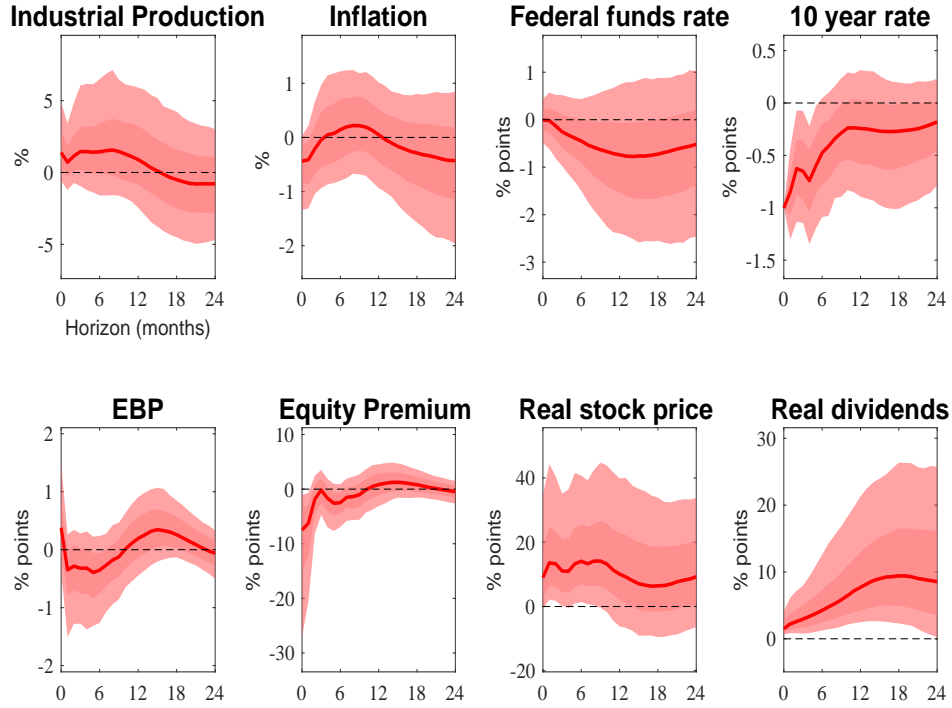 Industrial Production
%
5
0
-5
0 6 12 18 24
Horizon (months)
Inflation
%
1
0
-1
-2
0 6 12 18 24
Federal funds rate
% points
1
0
-1
-2
-3
0 6 12 18 24
10 year rate
% points
0.5
0
-0.5
-1
-1.5
0 6 12 18 24
EBP
% points
2
1
0
-1
-2
0 6 12 18 24
Equity Premium
% points
10
0
-10
-20
-30
0 6 12 18 24
Real stock price
% points
40
20
0
-20
0 6 12 18 24
Real dividends
% points
30
20
10
0
0 6 12 18 24